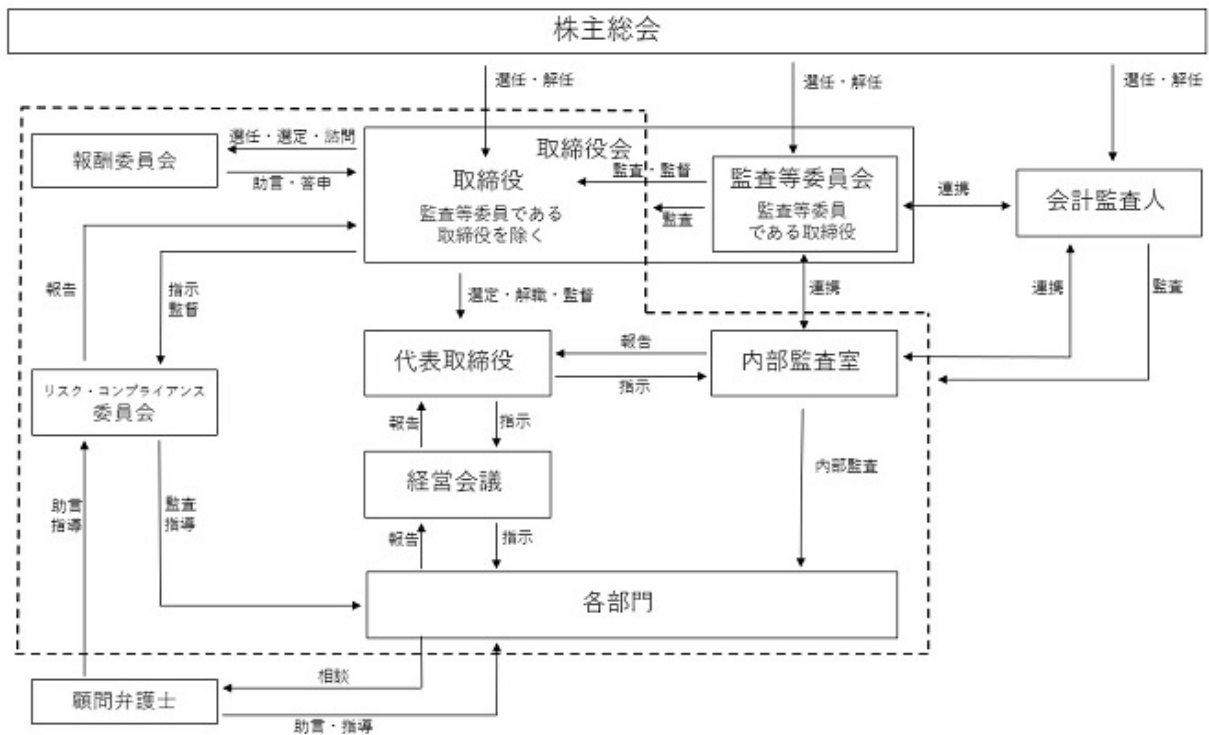 株主総会
選任・解任
選任・解任
選任・解任
報酬委員会
選任・選定・諮問
助言・答申
取締役会
取締役
監査等委員である
取締役を除く
監査・監督
監査
監査等委員会
監査等委員
である取締役
連携
会計監査人
報告
指示
監督
選定・解職・監督
連携
連携
監査
代表取締役
報告
指示
内部監査室
リスク・コンプライアンス
委員会
報告
指示
経営会議
内部監査
助言
指導
監査
指導
報告
指示
各部門
相談
顧問弁護士
助言・指導